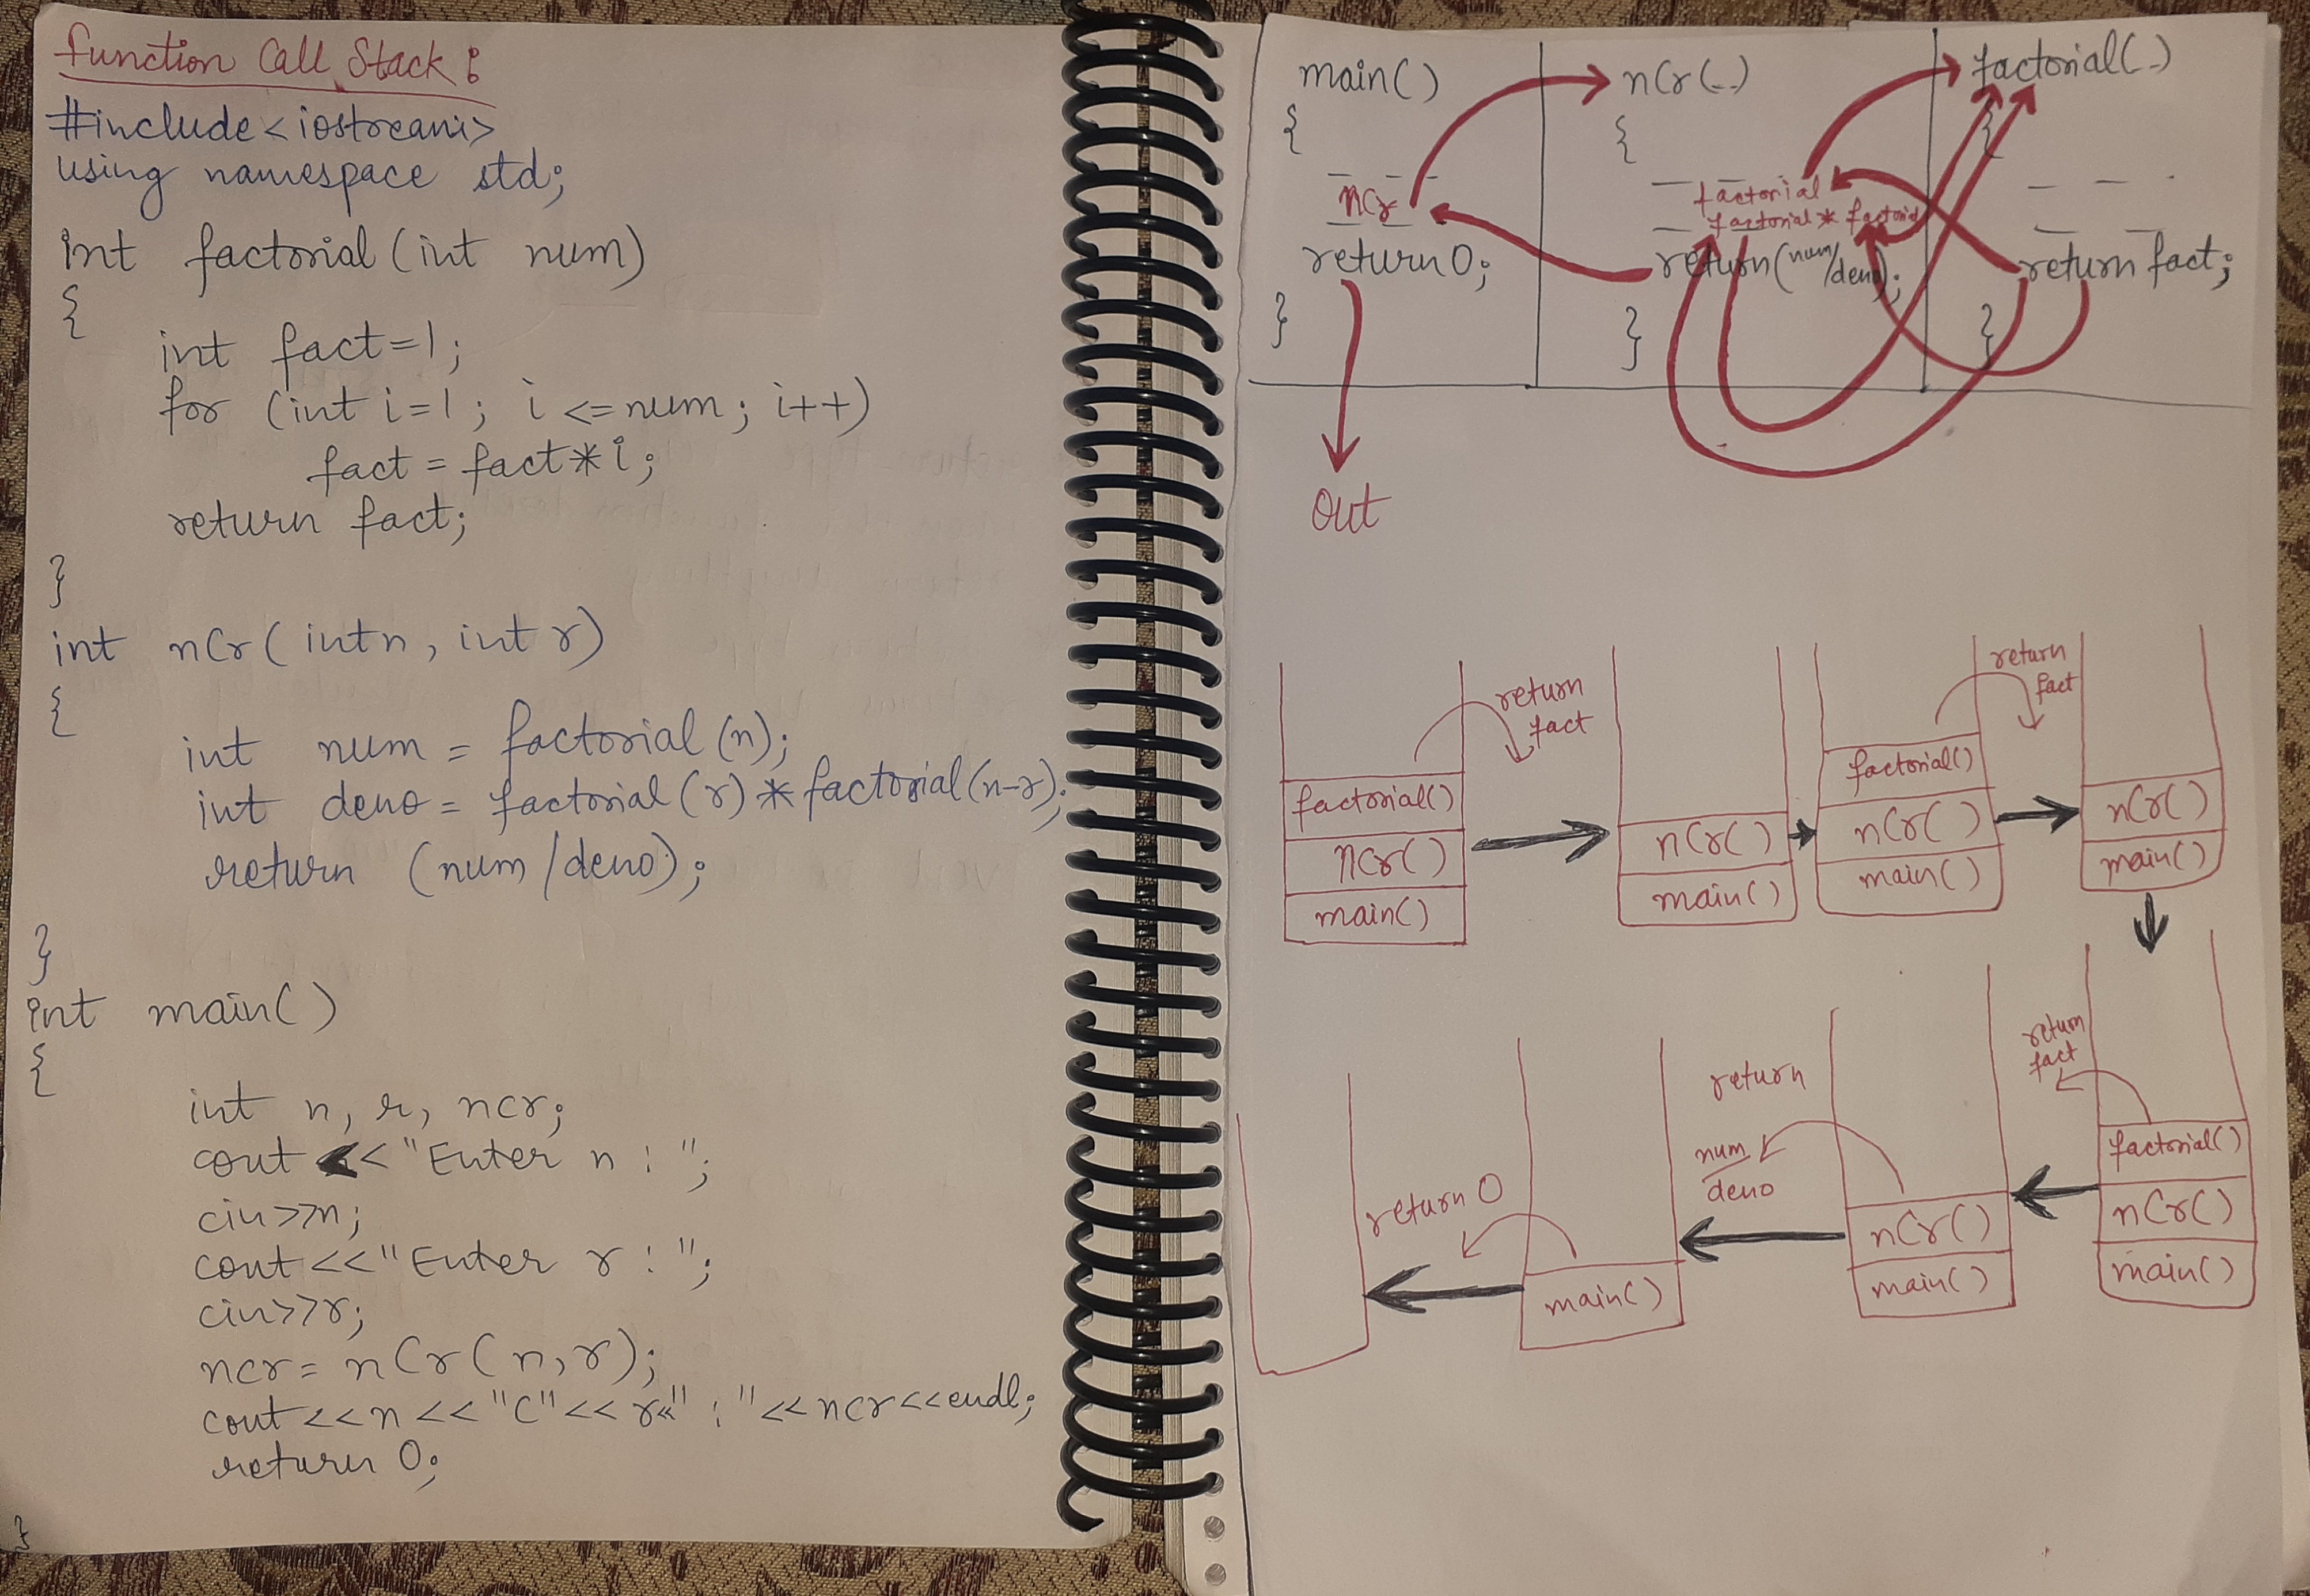 Function Call Stack :
#include<iostream>
using namespace std;
int factorial (int num)
{
int fact=1;
for (int i=1; i <=num; i++)
fact = fact*i;
return fact;
}
int nCr( int n, int r)
{
int num = factorial (n);
int deno = factorial (r) * factorial (n-r);
return (num/deno);
}
int main()
{
int n, r, ncr;
cout <<"Enter n : ";
cin>>n;
cout <<"Enter r : ";
cin>>r;
ncr= nCr(n,r);
cout <<n << "C" << r<<" : "<< ncr<<endl;
return 0;
}
main()
{
nCr
return 0;
}
Out
nCr(--)
{
factorial
factorial * factorial
return(num/deno);
}
factorial(-)
{
return fact;
}
return
fact
factorial()
nCr()
main()
nCr()
main()
return
fact
factorial()
nCr()
main()
nCr()
main()
return
fact
factorial()
nCr()
main()
return
num
deno
nCr()
main()
return 0
main()